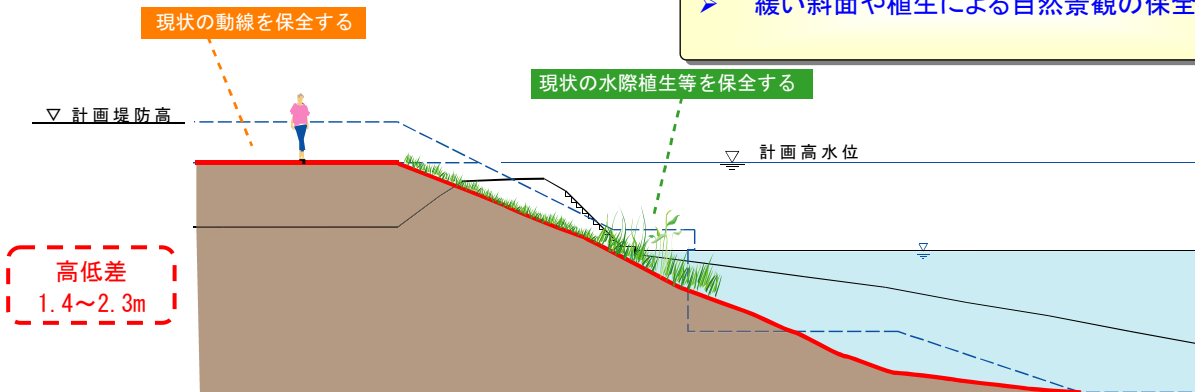 ➢ 緩い斜面や植生による自然景観の保全
現状の動線を保全する
現状の水際植生等を保全する
▽ 計画堤防高
▽ 計画高水位
▽
高低差
1.4～2.3m